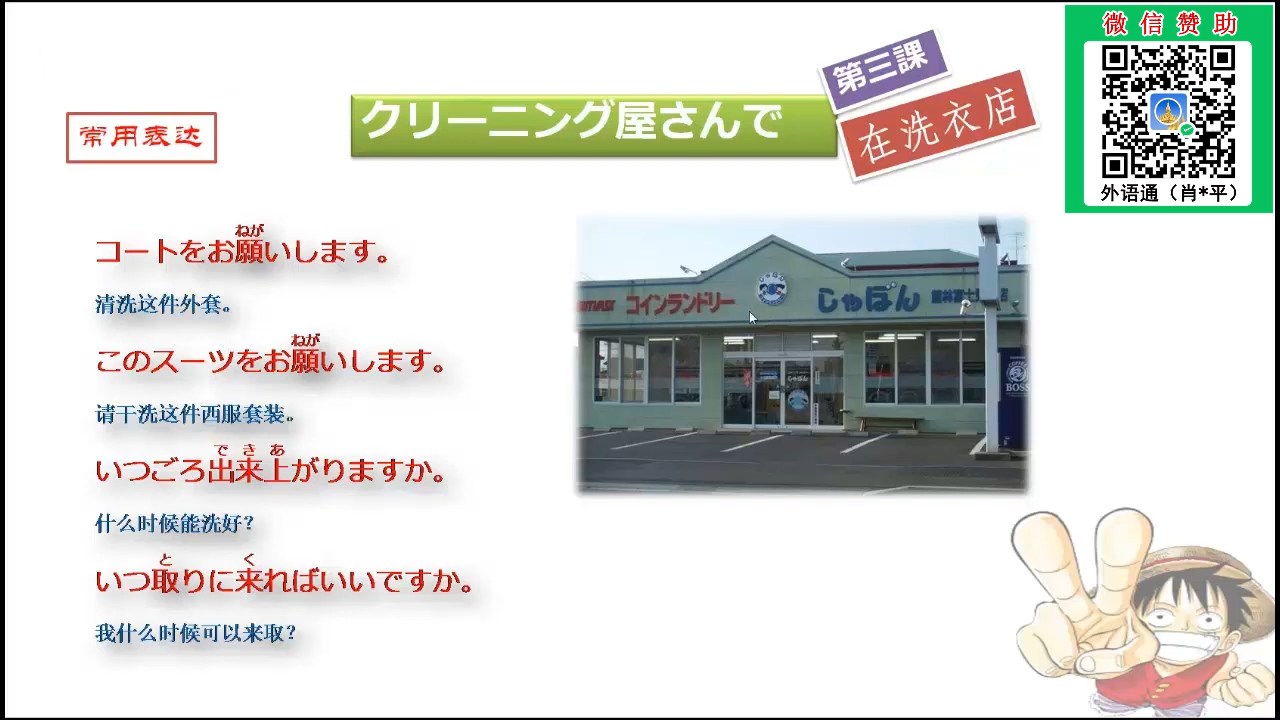 微信赞助
第三課
クリーニング屋さんで
在洗衣店
常用表达
外语通（肖*平）
ねが
コートをお願いします。
清洗这件外套。
ねが
このスーツをお願いします。
请干洗这件西服套装。
で き あ
いつごろ出来上がりますか。
什么时候能洗好？
と く
いつ取りに来ればいいですか。
我什么时候可以来取？
コインランドリー
しゃぼん
BOSS